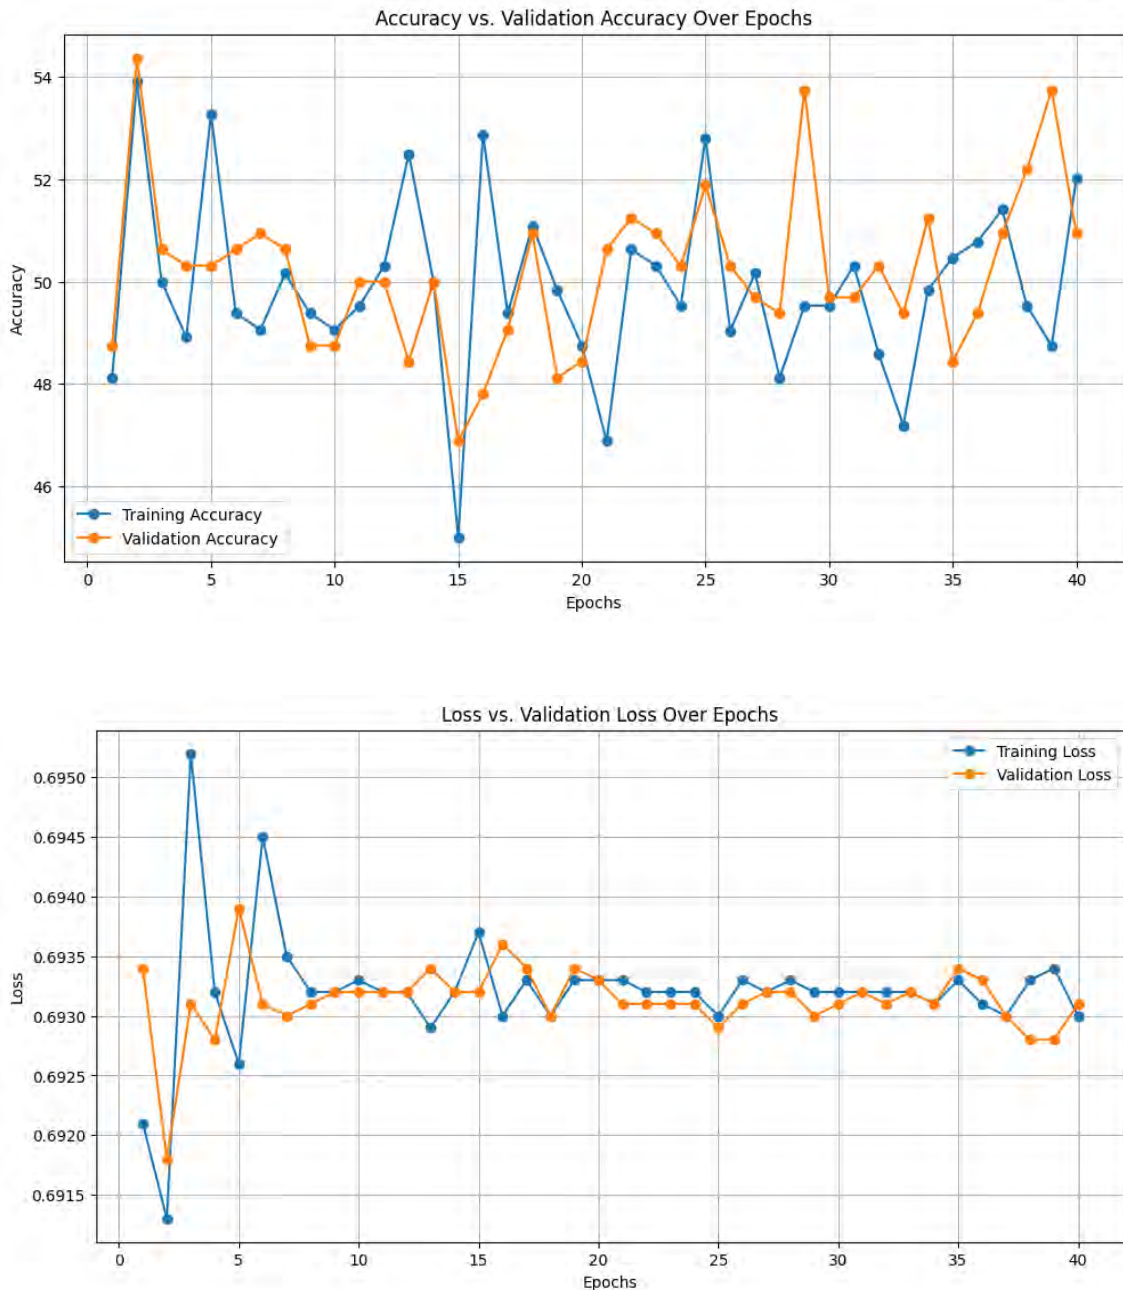 Accuracy vs. Validation Accuracy Over Epochs
54
52
50
48
46
Accuracy
Training Accuracy
Validation Accuracy
0 5 10 15 20 25 30 35 40
Epochs
Loss vs. Validation Loss Over Epochs
Training Loss
Validation Loss
0.6950
0.6945
0.6940
0.6935
0.6930
0.6925
0.6920
0.6915
Loss
0 5 10 15 20 25 30 35 40
Epochs